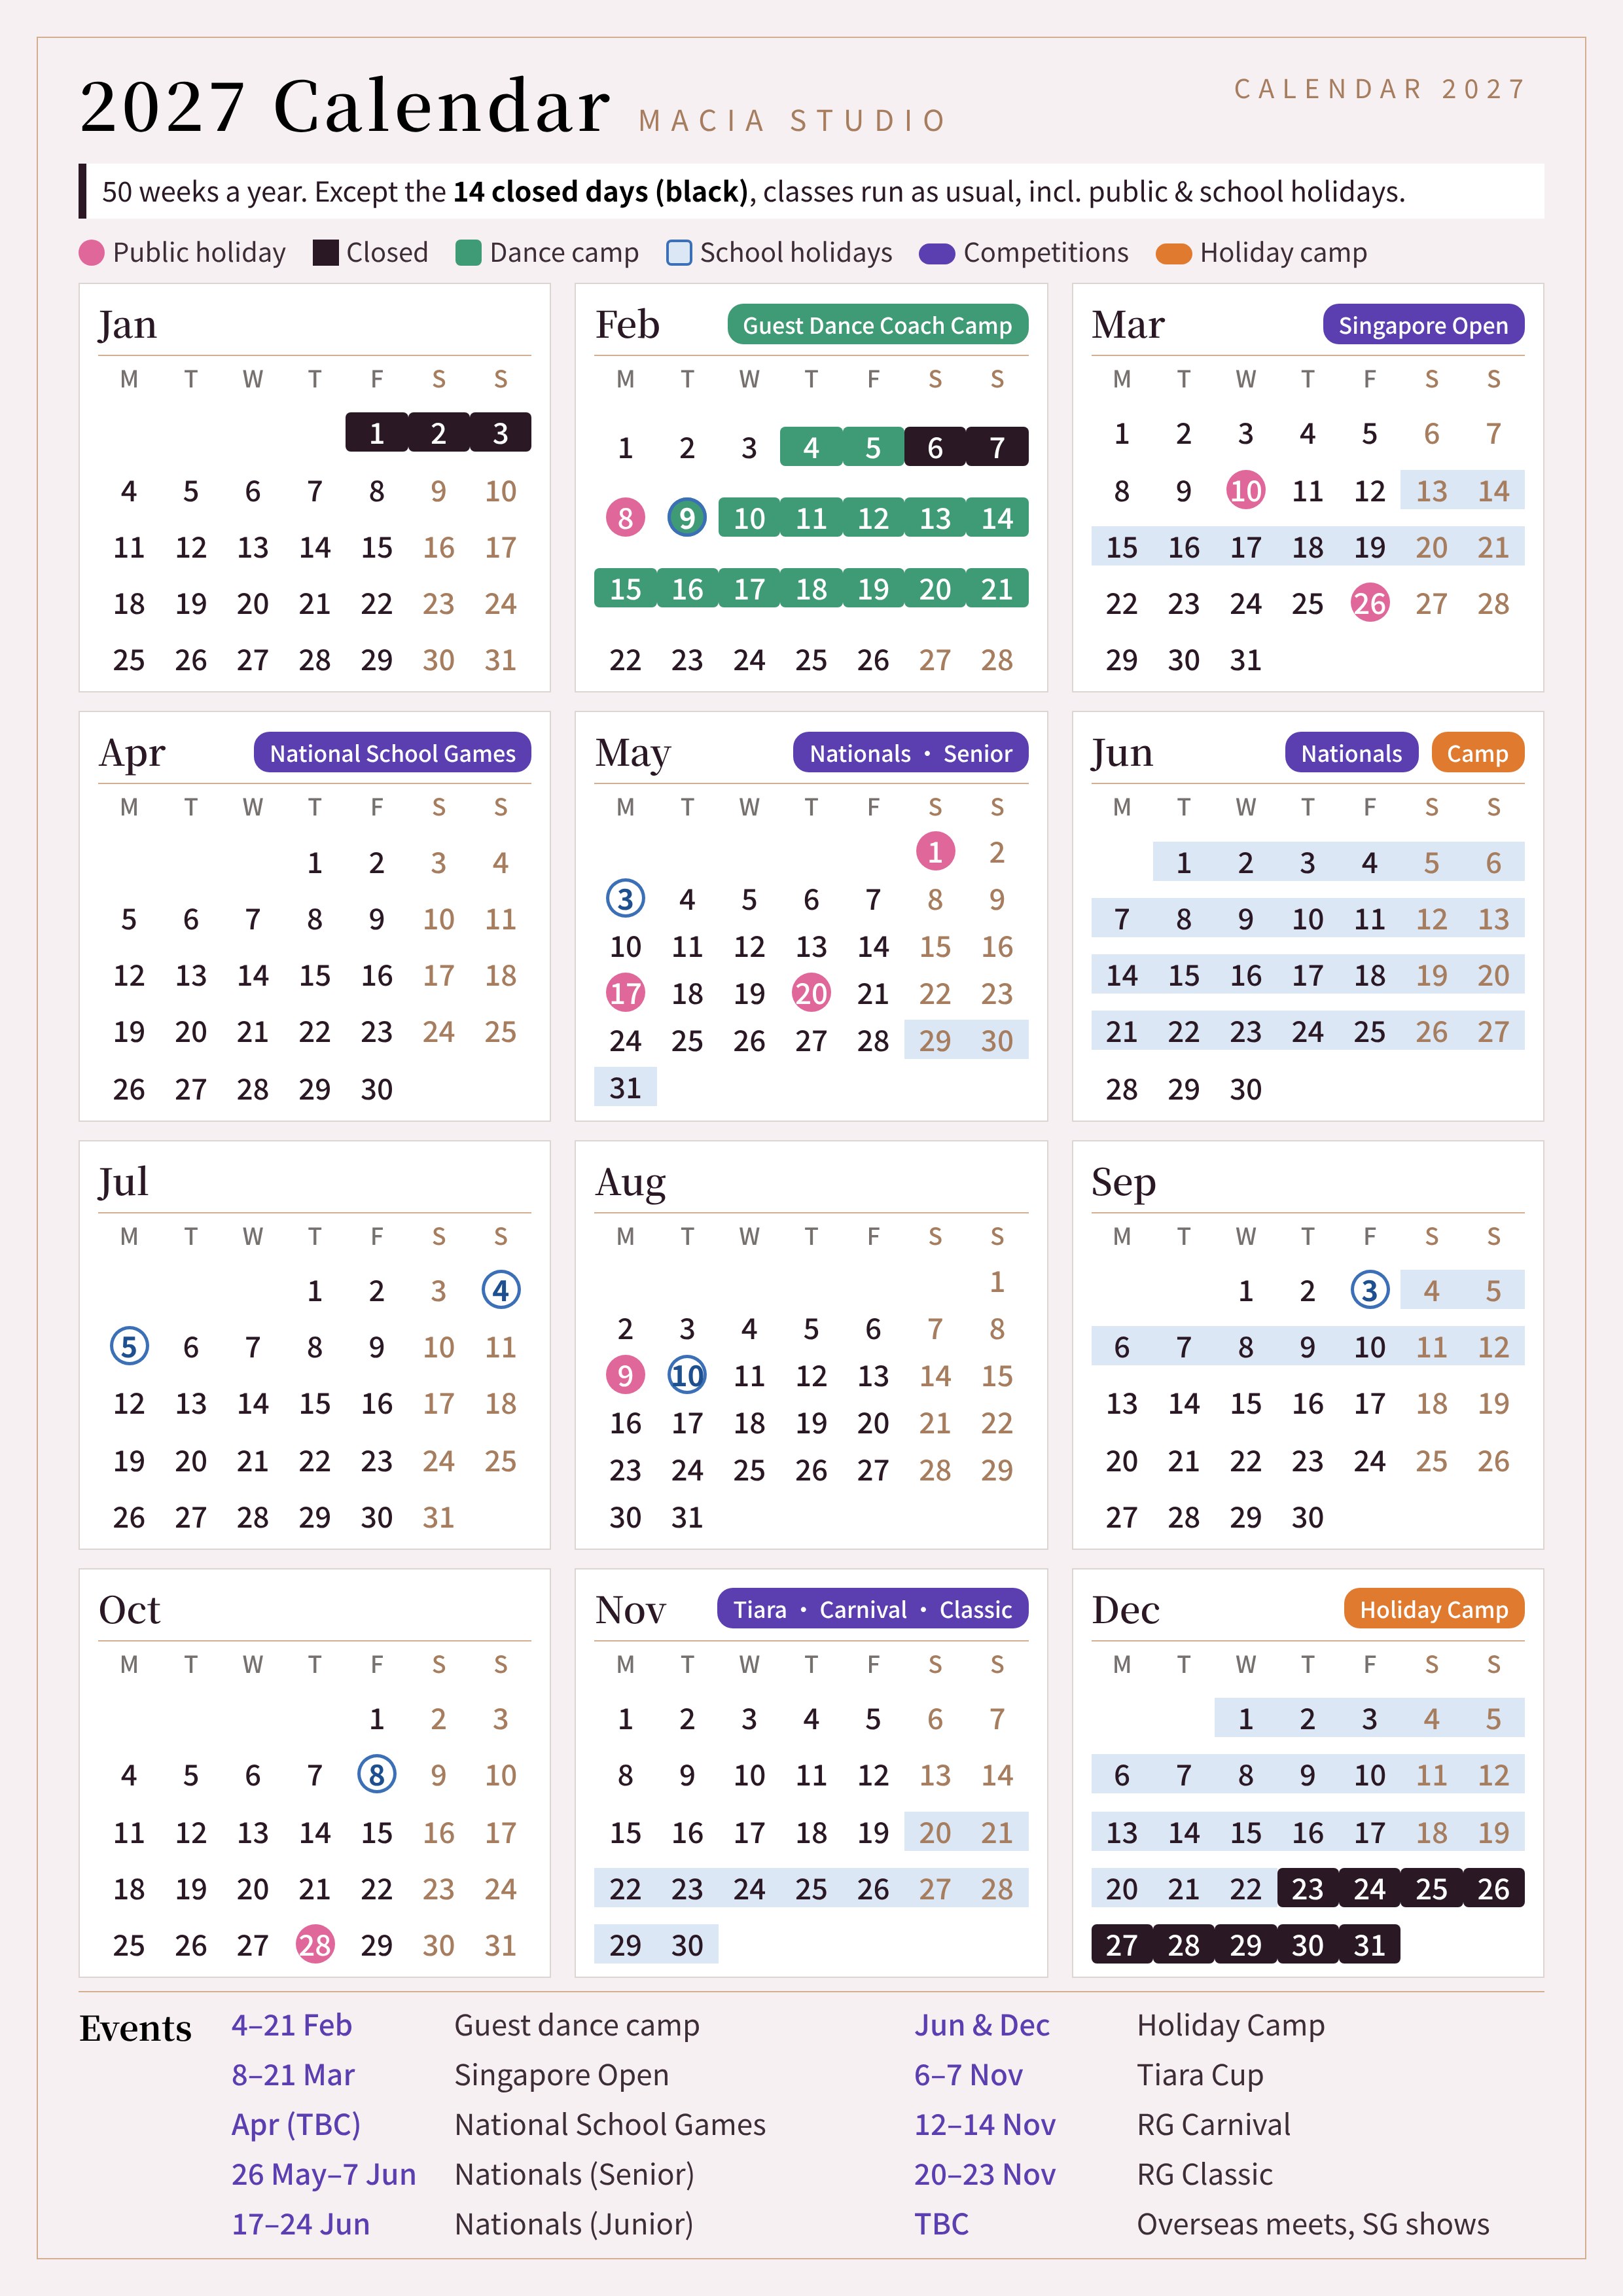 2027 Calendar MACIA STUDIO
CALENDAR 2027
50 weeks a year. Except the 14 closed days (black), classes run as usual, incl. public & school holidays.
Public holiday Closed Dance camp School holidays Competitions Holiday camp
Jan
M T W T F S S
1 2 3
4 5 6 7 8 9 10
11 12 13 14 15 16 17
18 19 20 21 22 23 24
25 26 27 28 29 30 31
Feb Guest Dance Coach Camp
M T W T F S S
1 2 3 4 5 6 7
8 9 10 11 12 13 14
15 16 17 18 19 20 21
22 23 24 25 26 27 28
Mar Singapore Open
M T W T F S S
1 2 3 4 5 6 7
8 9 10 11 12 13 14
15 16 17 18 19 20 21
22 23 24 25 26 27 28
29 30 31
Apr National School Games
M T W T F S S
1 2 3 4
5 6 7 8 9 10 11
12 13 14 15 16 17 18
19 20 21 22 23 24 25
26 27 28 29 30
May Nationals • Senior
M T W T F S S
1 2
3 4 5 6 7 8 9
10 11 12 13 14 15 16
17 18 19 20 21 22 23
24 25 26 27 28 29 30
31
Jun Nationals Camp
M T W T F S S
1 2 3 4 5 6
7 8 9 10 11 12 13
14 15 16 17 18 19 20
21 22 23 24 25 26 27
28 29 30
Jul
M T W T F S S
1 2 3 4
5 6 7 8 9 10 11
12 13 14 15 16 17 18
19 20 21 22 23 24 25
26 27 28 29 30 31
Aug
M T W T F S S
1
2 3 4 5 6 7 8
9 10 11 12 13 14 15
16 17 18 19 20 21 22
23 24 25 26 27 28 29
30 31
Sep
M T W T F S S
1 2 3 4 5
6 7 8 9 10 11 12
13 14 15 16 17 18 19
20 21 22 23 24 25 26
27 28 29 30
Oct
M T W T F S S
1 2 3
4 5 6 7 8 9 10
11 12 13 14 15 16 17
18 19 20 21 22 23 24
25 26 27 28 29 30 31
Nov Tiara • Carnival • Classic
M T W T F S S
1 2 3 4 5 6 7
8 9 10 11 12 13 14
15 16 17 18 19 20 21
22 23 24 25 26 27 28
29 30
Dec Holiday Camp
M T W T F S S
1 2 3 4 5
6 7 8 9 10 11 12
13 14 15 16 17 18 19
20 21 22 23 24 25 26
27 28 29 30 31
Events
4–21 Feb Guest dance camp
8–21 Mar Singapore Open
Apr (TBC) National School Games
26 May–7 Jun Nationals (Senior)
17–24 Jun Nationals (Junior)
Jun & Dec Holiday Camp
6–7 Nov Tiara Cup
12–14 Nov RG Carnival
20–23 Nov RG Classic
TBC Overseas meets, SG shows